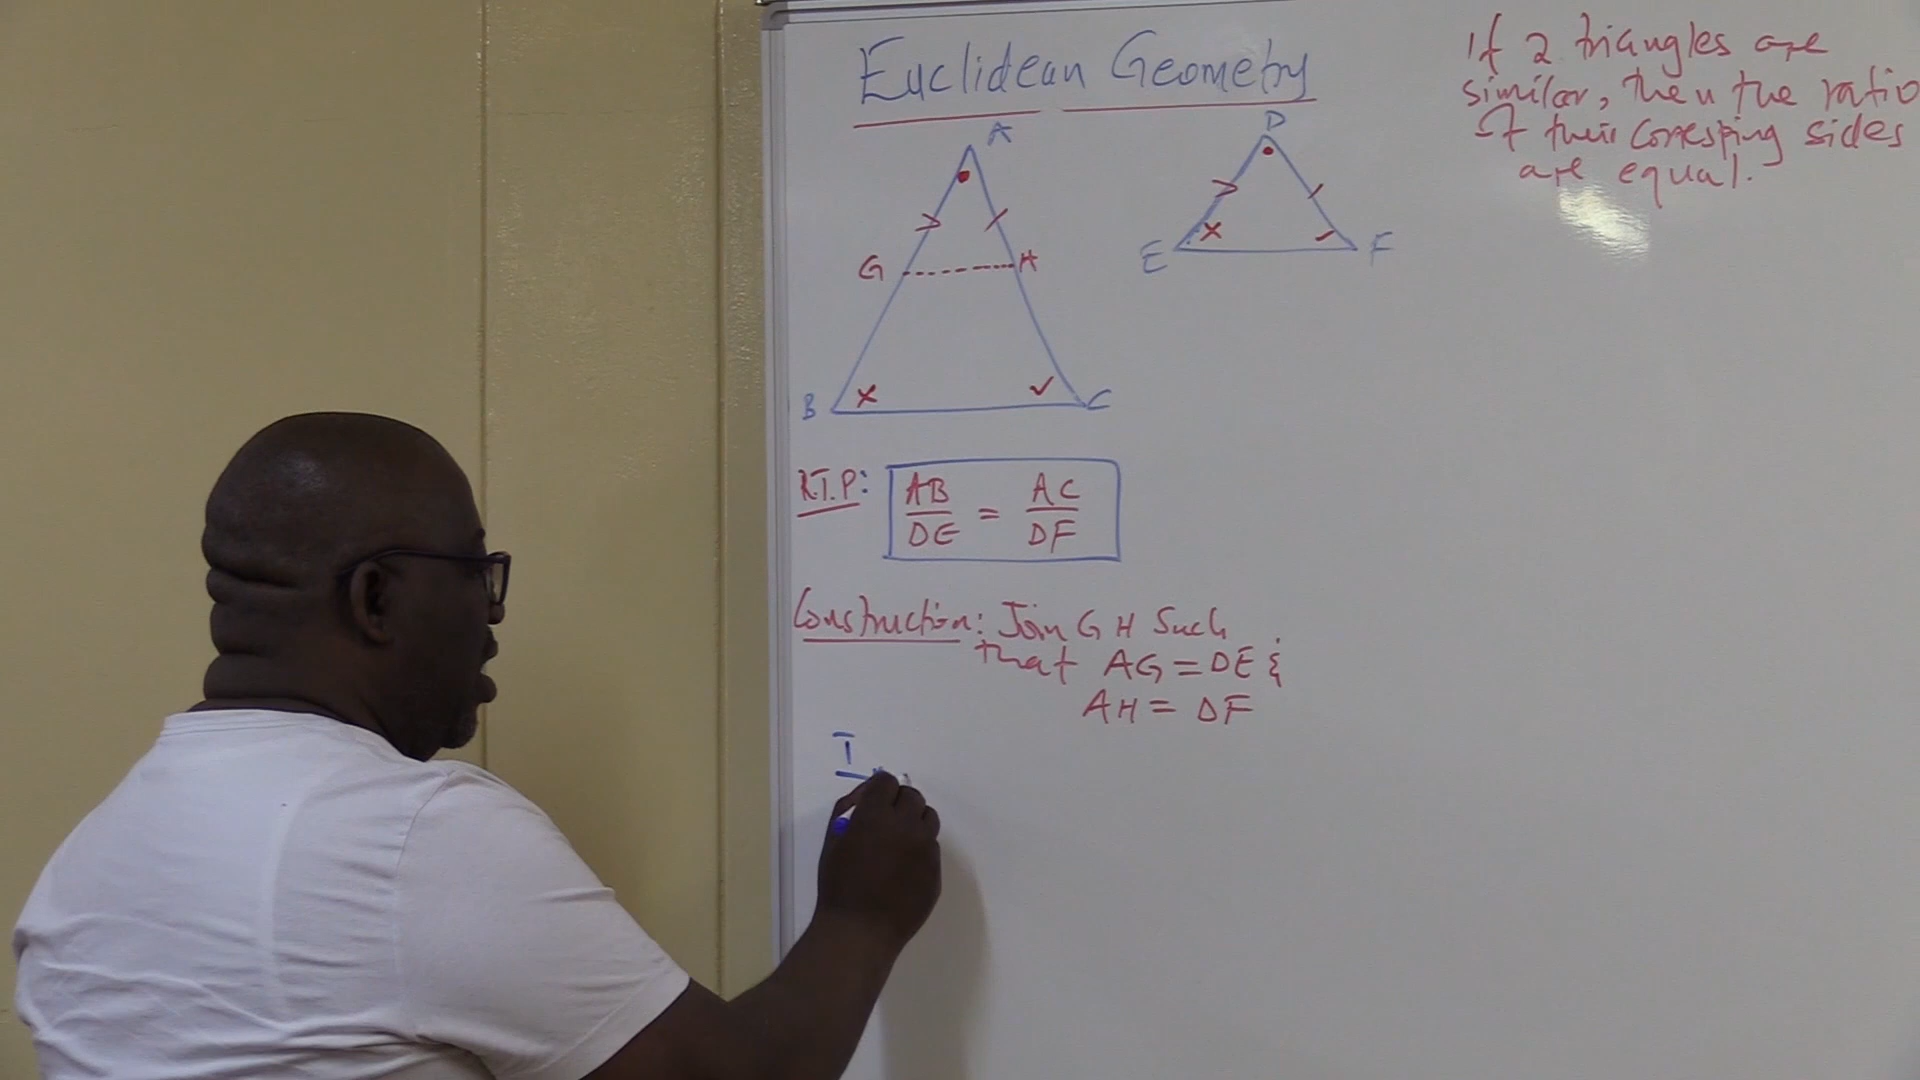 Euclidean Geometry
If 2 triangles are
similar, then the ratio
of their corresping sides
are equal.
A
D
G
H
E
F
B
C
R.T.P:
AB
DE
=
AC
DF
Construction: Join GH Such
that AG = DE &
AH = DF
I